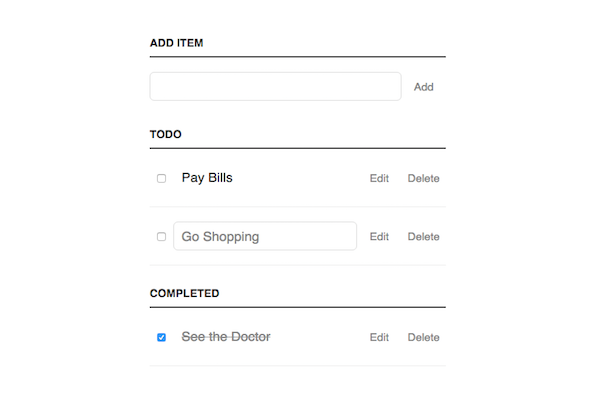 ADD ITEM
Add
TODO
Pay Bills Edit Delete
Go Shopping Edit Delete
COMPLETED
See the Doctor Edit Delete